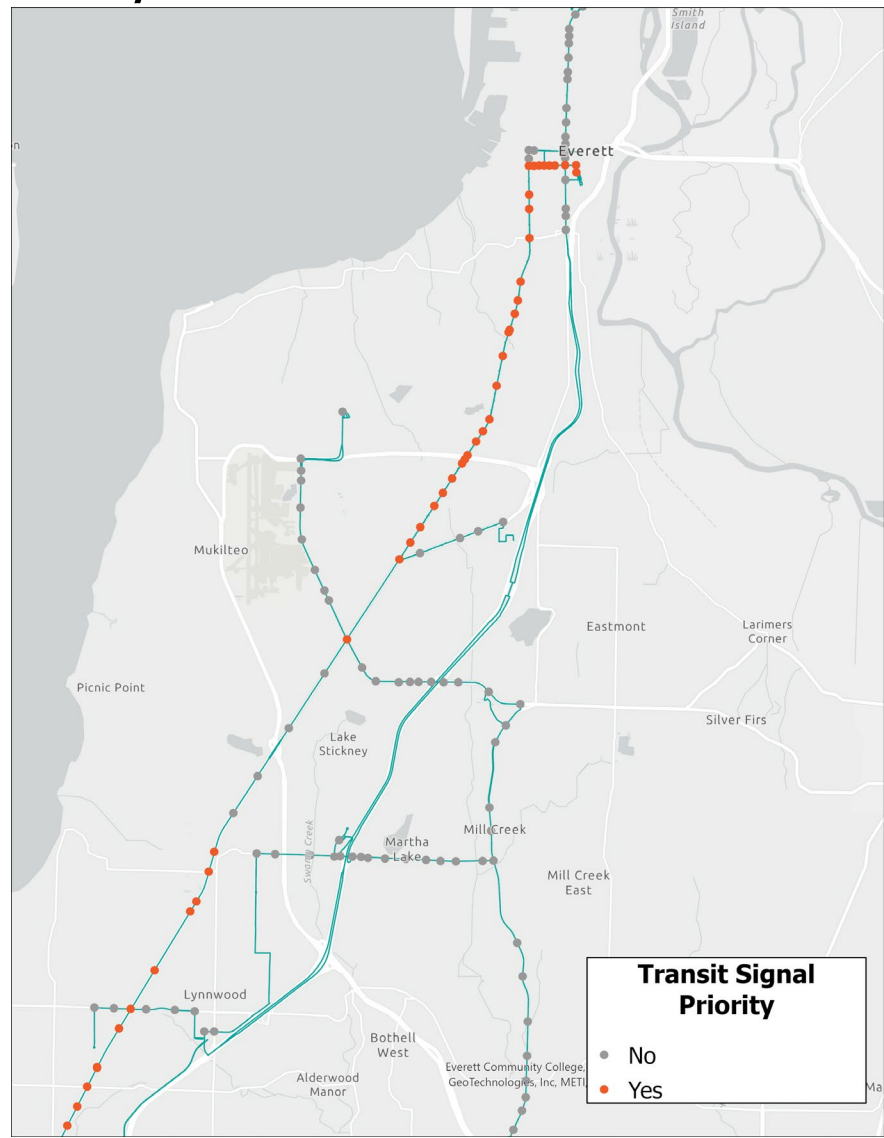 Smith
Island
n
Everett
Mukilteo
Eastmont
Larimers
Corner
Picnic Point
Silver Firs
Lake
Stickney
Swamp Creek
Martha
Lake
Mill Creek
Mill Creek
East
Lynnwood
Bothell
West
Alderwood
Manor
Everett Community College,
GeoTechnologies, Inc, METI,
Ma
Transit Signal
Priority
No
Yes